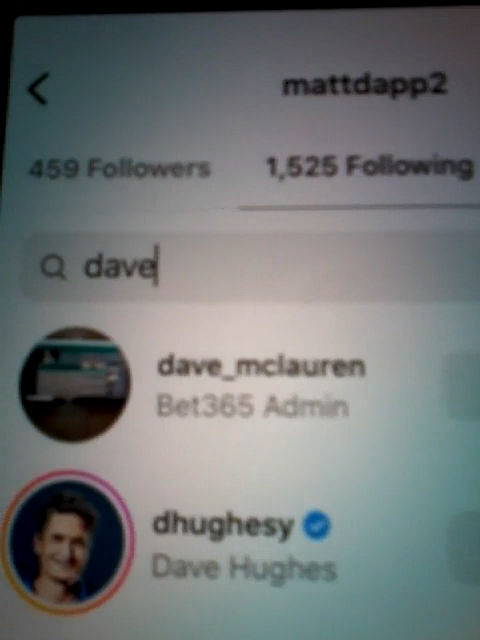 mattdapp2
459 Followers 1,525 Following
dave
dave_mclauren
Bet365 Admin
dhughesy
Dave Hughes